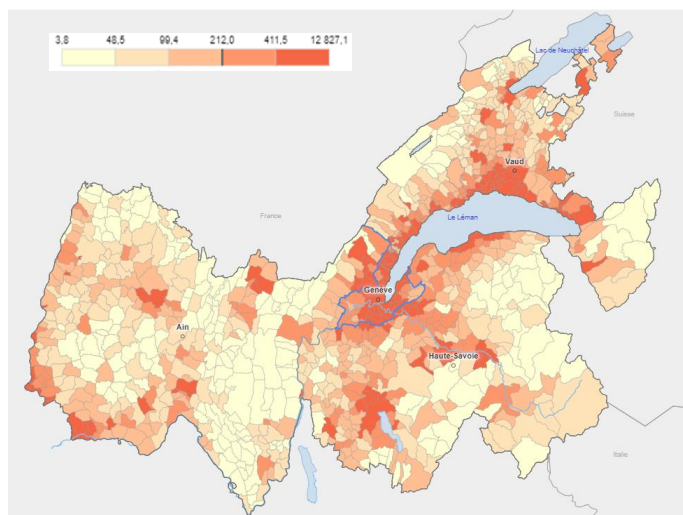 3,8 48,5 99,4 212,0 411,5 12 827,1
Lac de Neuchâtel
Suisse
Vaud
France
Le Léman
Genève
Ain
Haute-Savoie
Italie